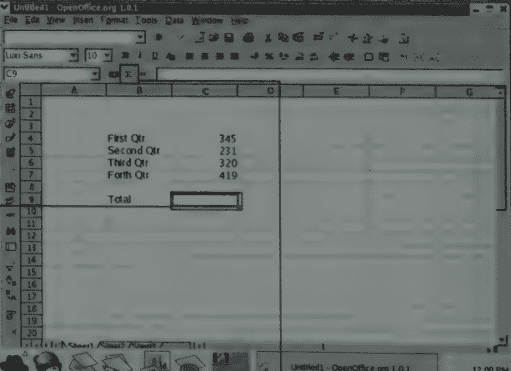 Untitled1 - OpenOffice.org 1.0.1
File Edit View Insert Format Tools Data Window Help
Luxi Sans 10 B
C9 Σ =
A B C D E F G
1
2
3
4 First Qtr 345
5 Second Qtr 231
6 Third Qtr 320
7 Forth Qtr 419
8
9 Total
10
11
12
13
14
15
16
17
18
19
20
Sheet1
Untitled1 - OpenOffice.org 1.0.1 12:00 PM